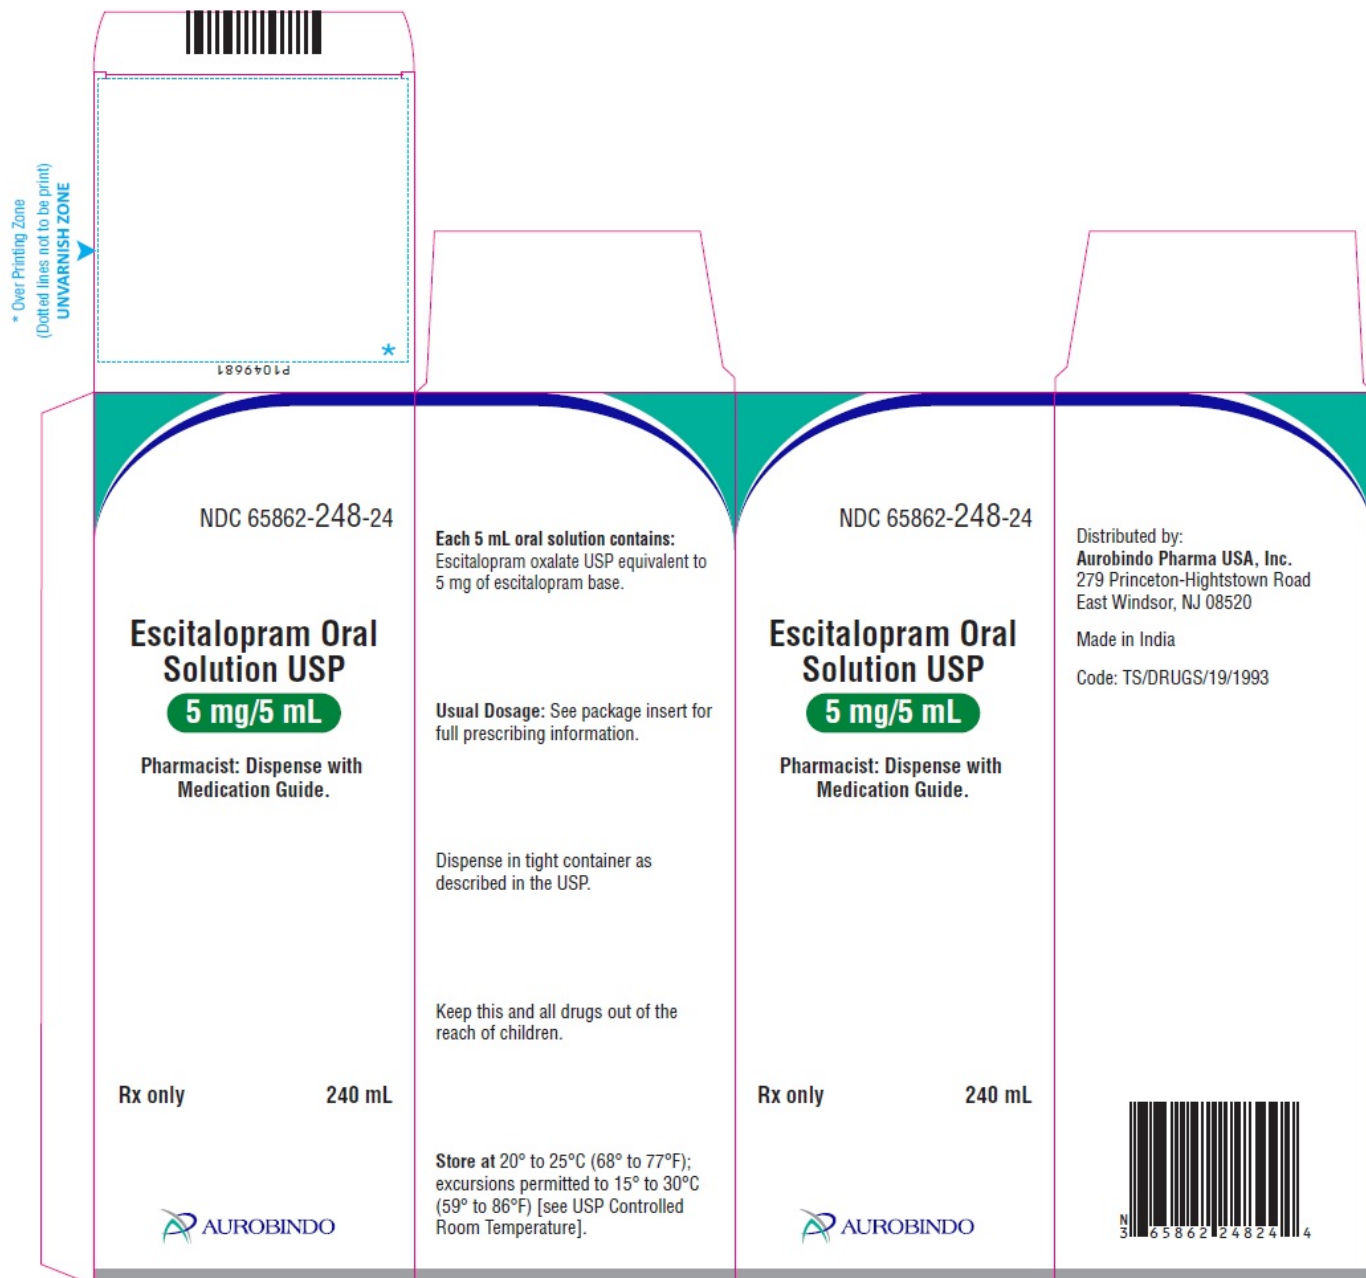 * Over Printing Zone
(Dotted lines not to be print)
UNVARNISH ZONE
*
P1049681
NDC 65862-248-24
Escitalopram Oral
Solution USP
5 mg/5 mL
Pharmacist: Dispense with
Medication Guide.
Rx only 240 mL
AUROBINDO
Each 5 mL oral solution contains:
Escitalopram oxalate USP equivalent to
5 mg of escitalopram base.
Usual Dosage: See package insert for
full prescribing information.
Dispense in tight container as
described in the USP.
Keep this and all drugs out of the
reach of children.
Store at 20° to 25°C (68° to 77°F);
excursions permitted to 15° to 30°C
(59° to 86°F) [see USP Controlled
Room Temperature].
NDC 65862-248-24
Escitalopram Oral
Solution USP
5 mg/5 mL
Pharmacist: Dispense with
Medication Guide.
Rx only 240 mL
AUROBINDO
Distributed by:
Aurobindo Pharma USA, Inc.
279 Princeton-Hightstown Road
East Windsor, NJ 08520
Made in India
Code: TS/DRUGS/19/1993
N
3 65862 24824 4